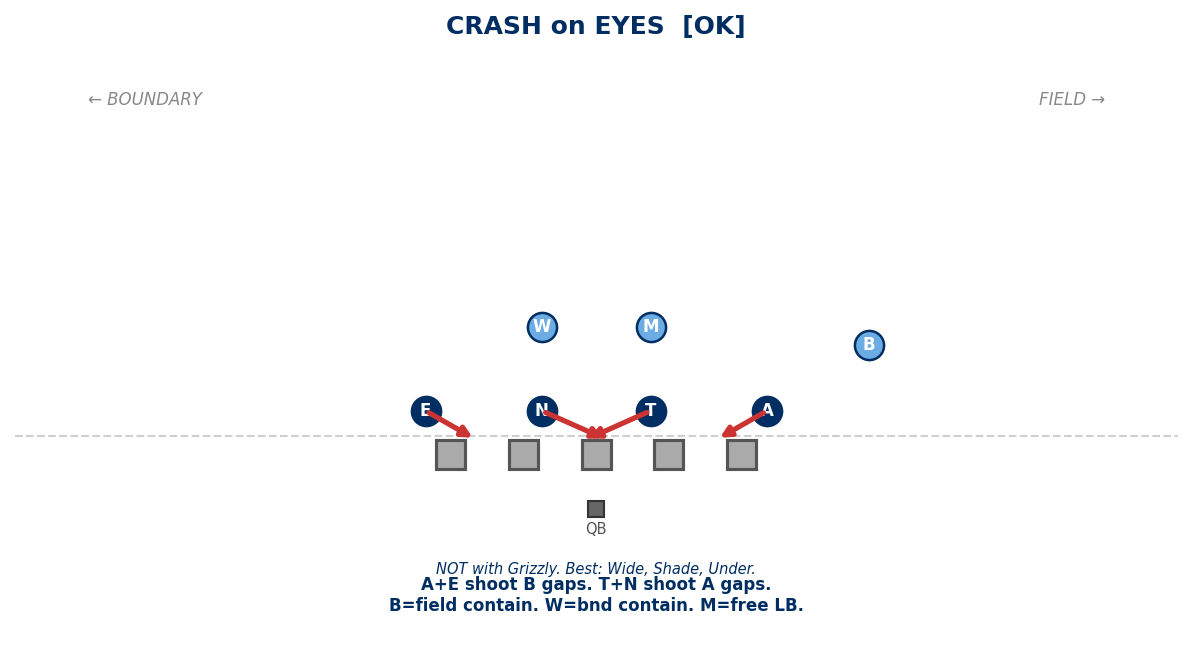 CRASH on EYES [OK]
← BOUNDARY
FIELD →
W
M
B
E
N
T
A
QB
NOT with Grizzly. Best: Wide, Shade, Under.
A+E shoot B gaps. T+N shoot A gaps.
B=field contain. W=bnd contain. M=free LB.